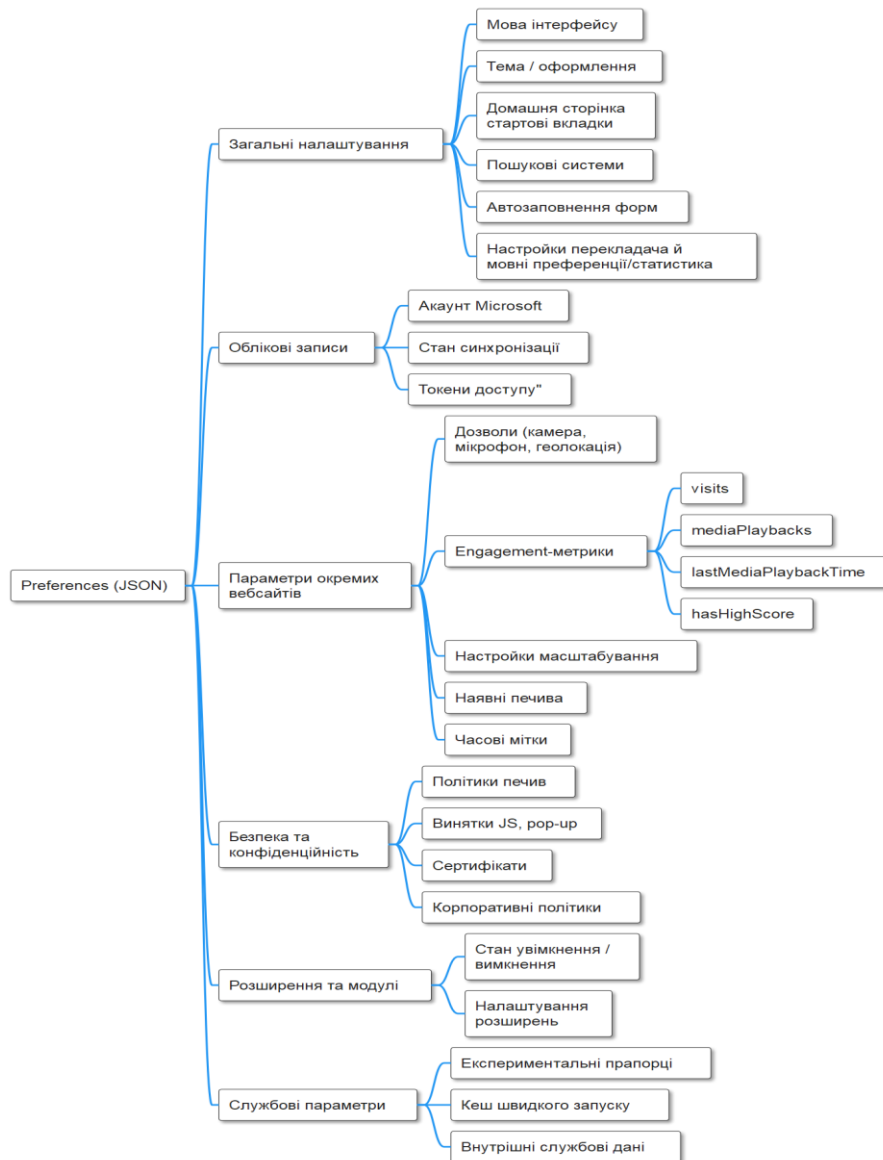 Preferences (JSON)
Загальні налаштування
Мова інтерфейсу
Тема / оформлення
Домашня сторінка
стартові вкладки
Пошукові системи
Автозаповнення форм
Настройки перекладача й
мовні преференції/статистика
Облікові записи
Акаунт Microsoft
Стан синхронізації
Токени доступу"
Параметри окремих
вебсайтів
Дозволи (камера,
мікрофон, геолокація)
Engagement-метрики
visits
mediaPlaybacks
lastMediaPlaybackTime
hasHighScore
Настройки масштабування
Наявні печива
Часові мітки
Безпека та
конфіденційність
Політики печив
Винятки JS, pop-up
Сертифікати
Корпоративні політики
Розширення та модулі
Стан увімкнення /
вимкнення
Налаштування
розширень
Службові параметри
Експериментальні прапорці
Кеш швидкого запуску
Внутрішні службові дані